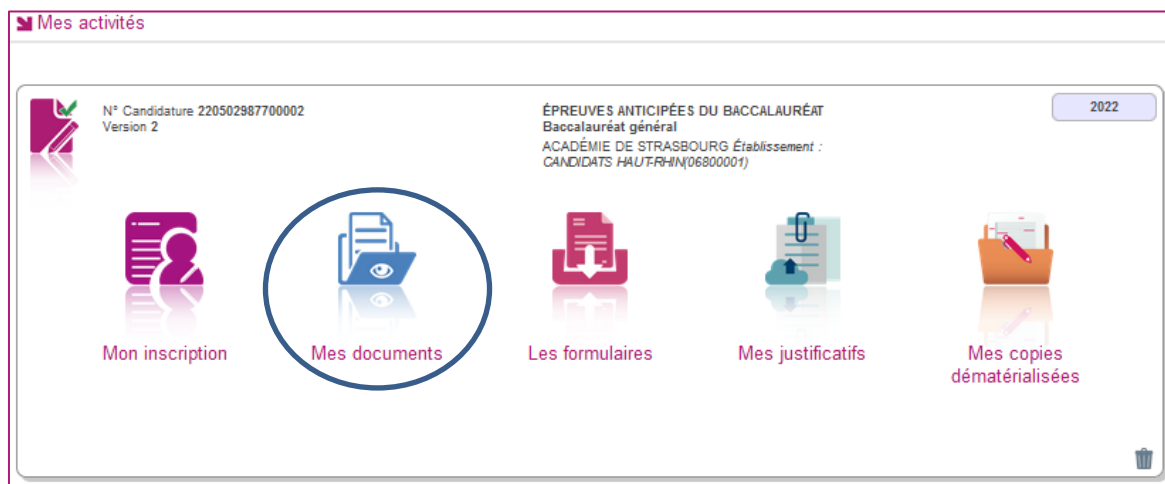 Mes activités
N° Candidature 220502987700002
Version 2
ÉPREUVES ANTICIPÉES DU BACCALAURÉAT
Baccalauréat général
ACADÉMIE DE STRASBOURG Établissement :
CANDIDATS HAUT-RHIN(06800001)
2022
Mon inscription
Mes documents
Les formulaires
Mes justificatifs
Mes copies
dématérialisées